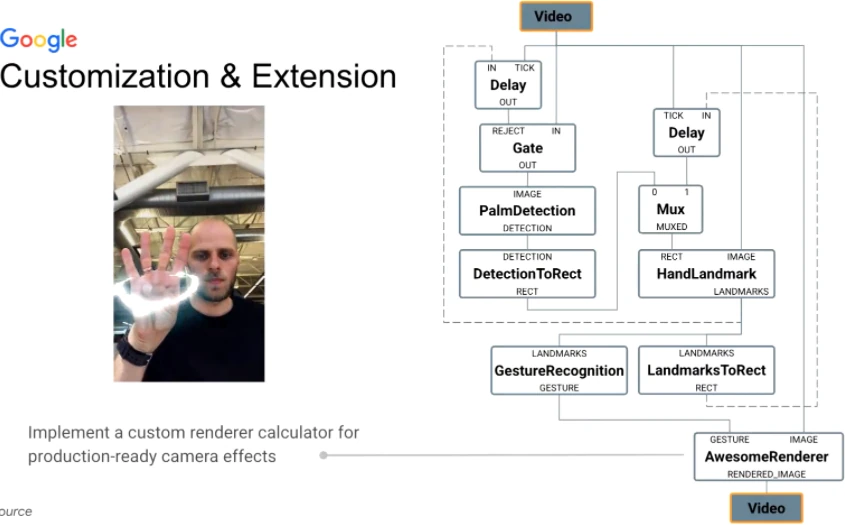 Google
Customization & Extension
Implement a custom renderer calculator for
production-ready camera effects
ource
Video
IN TICK
Delay
OUT
REJECT IN
Gate
OUT
IMAGE
PalmDetection
DETECTION
DETECTION
DetectionToRect
RECT
TICK IN
Delay
OUT
0 1
Mux
MUXED
RECT IMAGE
HandLandmark
LANDMARKS
LANDMARKS
GestureRecognition
GESTURE
LANDMARKS
LandmarksToRect
RECT
GESTURE IMAGE
AwesomeRenderer
RENDERED_IMAGE
Video